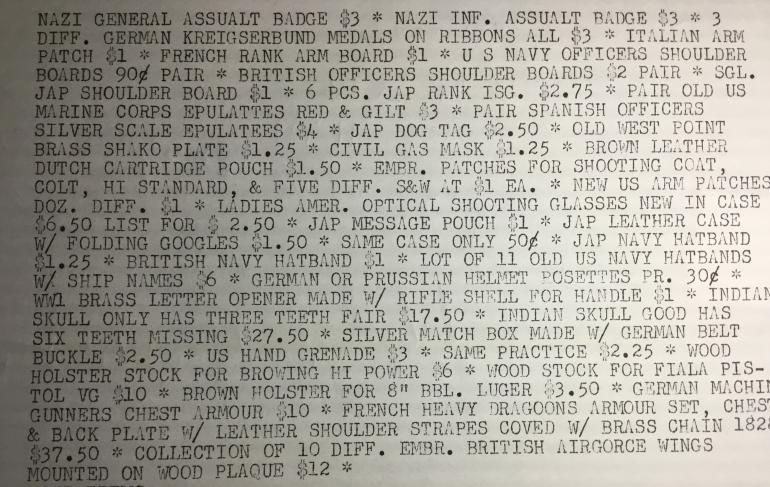 NAZI GENERAL ASSUALT BADGE $3 * NAZI INF. ASSUALT BADGE $3 * 3
DIFF. GERMAN KREIGSERBUND MEDALS ON RIBBONS ALL $3 * ITALIAN ARM
PATCH $1 * FRENCH RANK ARM BOARD $1 * U S NAVY OFFICERS SHOULDER
BOARDS 90¢ PAIR * BRITISH OFFICERS SHOULDER BOARDS $2 PAIR * SGL.
JAP SHOULDER BOARD $1 * 6 PCS. JAP RANK ISG. $2.75 * PAIR OLD US
MARINE CORPS EPULATTES RED & GILT $3 * PAIR SPANISH OFFICERS
SILVER SCALE EPULATEES $4 * JAP DOG TAG $2.50 * OLD WEST POINT
BRASS SHAKO PLATE $1.25 * CIVIL GAS MASK $1.25 * BROWN LEATHER
DUTCH CARTRIDGE POUCH $1.50 * EMBR. PATCHES FOR SHOOTING COAT,
COLT, HI STANDARD, & FIVE DIFF. S&W AT $1 EA. * NEW US ARM PATCHES
DOZ. DIFF. $1 * LADIES AMER. OPTICAL SHOOTING GLASSES NEW IN CASE
$6.50 LIST FOR $ 2.50 * JAP MESSAGE POUCH $1 * JAP LEATHER CASE
W/ FOLDING GOOGLES $1.50 * SAME CASE ONLY 50¢ * JAP NAVY HATBAND
$1.25 * BRITISH NAVY HATBAND $1 * LOT OF 11 OLD US NAVY HATBANDS
W/ SHIP NAMES $6 * GERMAN OR PRUSSIAN HELMET ROSETTES PR. 30¢ *
WW1 BRASS LETTER OPENER MADE W/ RIFLE SHELL FOR HANDLE $1 * INDIAN
SKULL ONLY HAS THREE TEETH FAIR $17.50 * INDIAN SKULL GOOD HAS
SIX TEETH MISSING $27.50 * SILVER MATCH BOX MADE W/ GERMAN BELT
BUCKLE $2.50 * US HAND GRENADE $3 * SAME PRACTICE $2.25 * WOOD
HOLSTER STOCK FOR BROWING HI POWER $6 * WOOD STOCK FOR FIALA PIS-
TOL VG $10 * BROWN HOLSTER FOR 8" BBL. LUGER $3.50 * GERMAN MACHIN
GUNNERS CHEST ARMOUR $10 * FRENCH HEAVY DRAGOONS ARMOUR SET, CHEST
& BACK PLATE W/ LEATHER SHOULDER STRAPES COVED W/ BRASS CHAIN 1828
$37.50 * COLLECTION OF 10 DIFF. EMBR. BRITISH AIRGORCE WINGS
MOUNTED ON WOOD PLAQUE $12 *